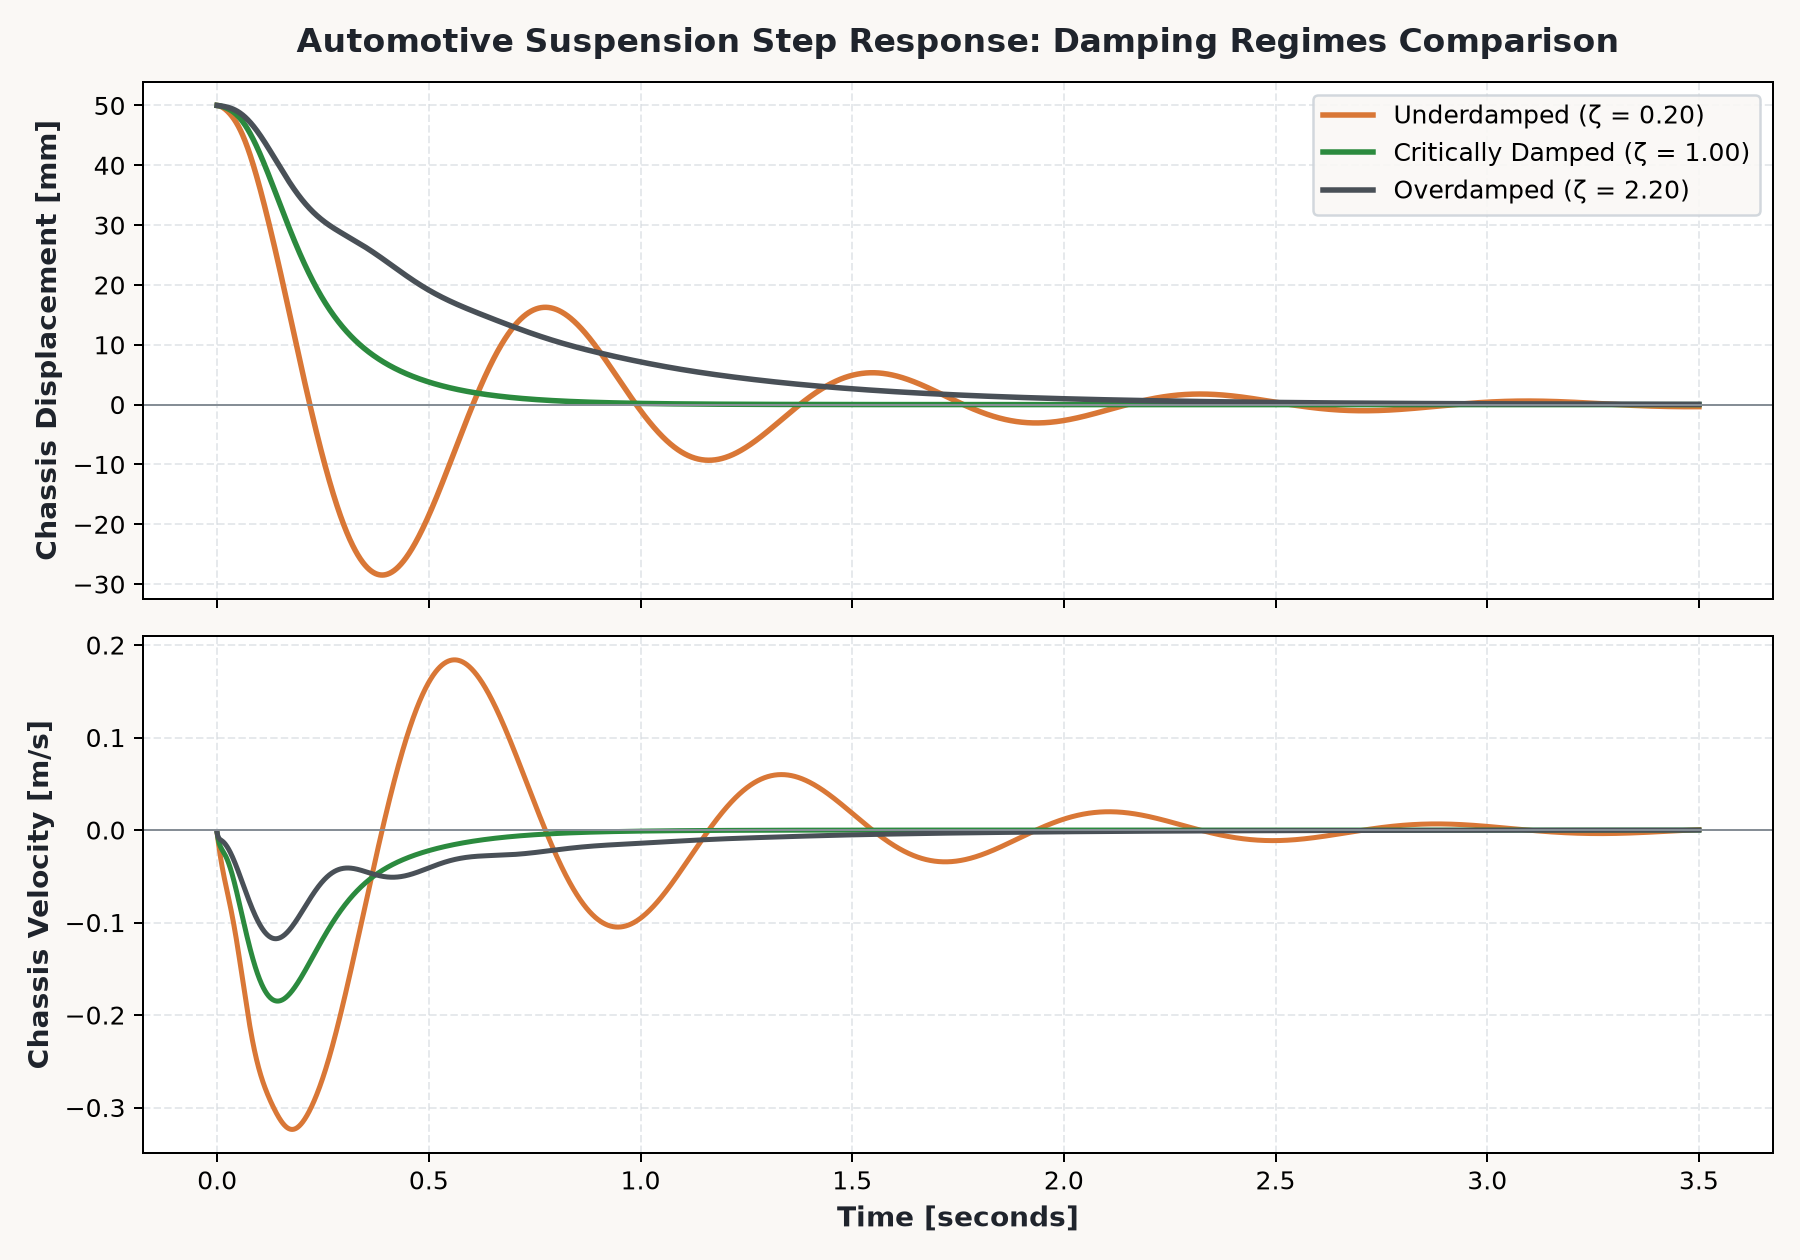 Automotive Suspension Step Response: Damping Regimes Comparison
Chassis Displacement [mm]
50
40
30
20
10
0
−10
−20
−30
Underdamped (ζ = 0.20)
Critically Damped (ζ = 1.00)
Overdamped (ζ = 2.20)
Chassis Velocity [m/s]
0.2
0.1
0.0
−0.1
−0.2
−0.3
0.0 0.5 1.0 1.5 2.0 2.5 3.0 3.5
Time [seconds]